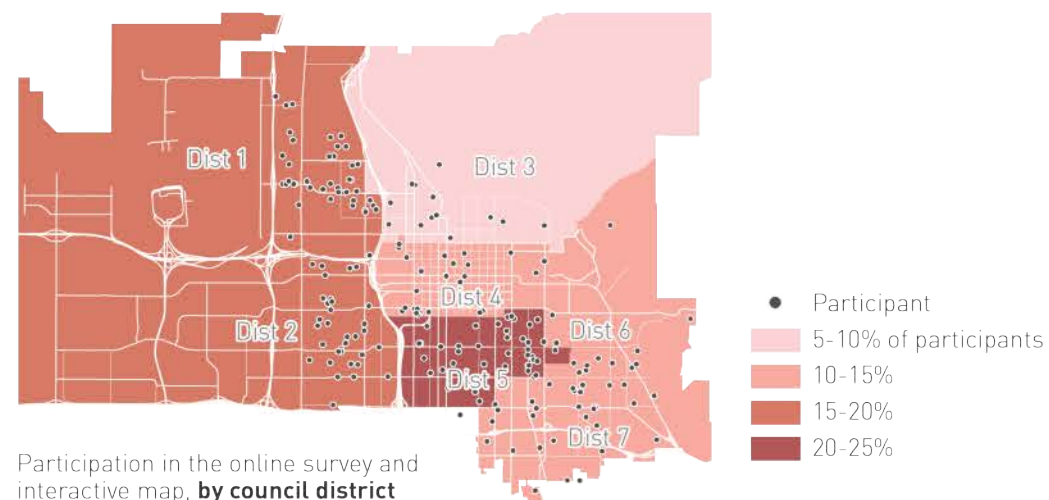 Dist 1
Dist 3
Dist 4
Dist 2
Dist 6
Dist 5
Dist 7
Participant
5-10% of participants
10-15%
15-20%
20-25%
Participation in the online survey and
interactive map, by council district